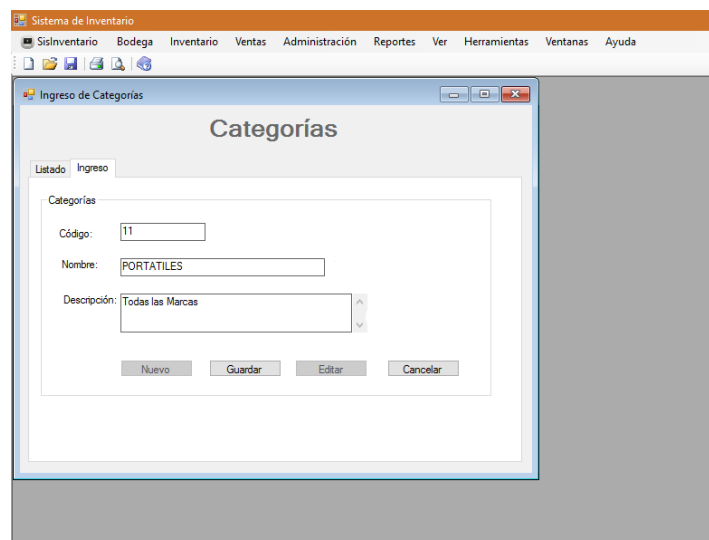 Sistema de Inventario
SisInventario Bodega Inventario Ventas Administración Reportes Ver Herramientas Ventanas Ayuda
Ingreso de Categorías
Categorías
Listado Ingreso
Categorías
Código: 11
Nombre: PORTATILES
Descripción: Todas las Marcas
Nuevo Guardar Editar Cancelar